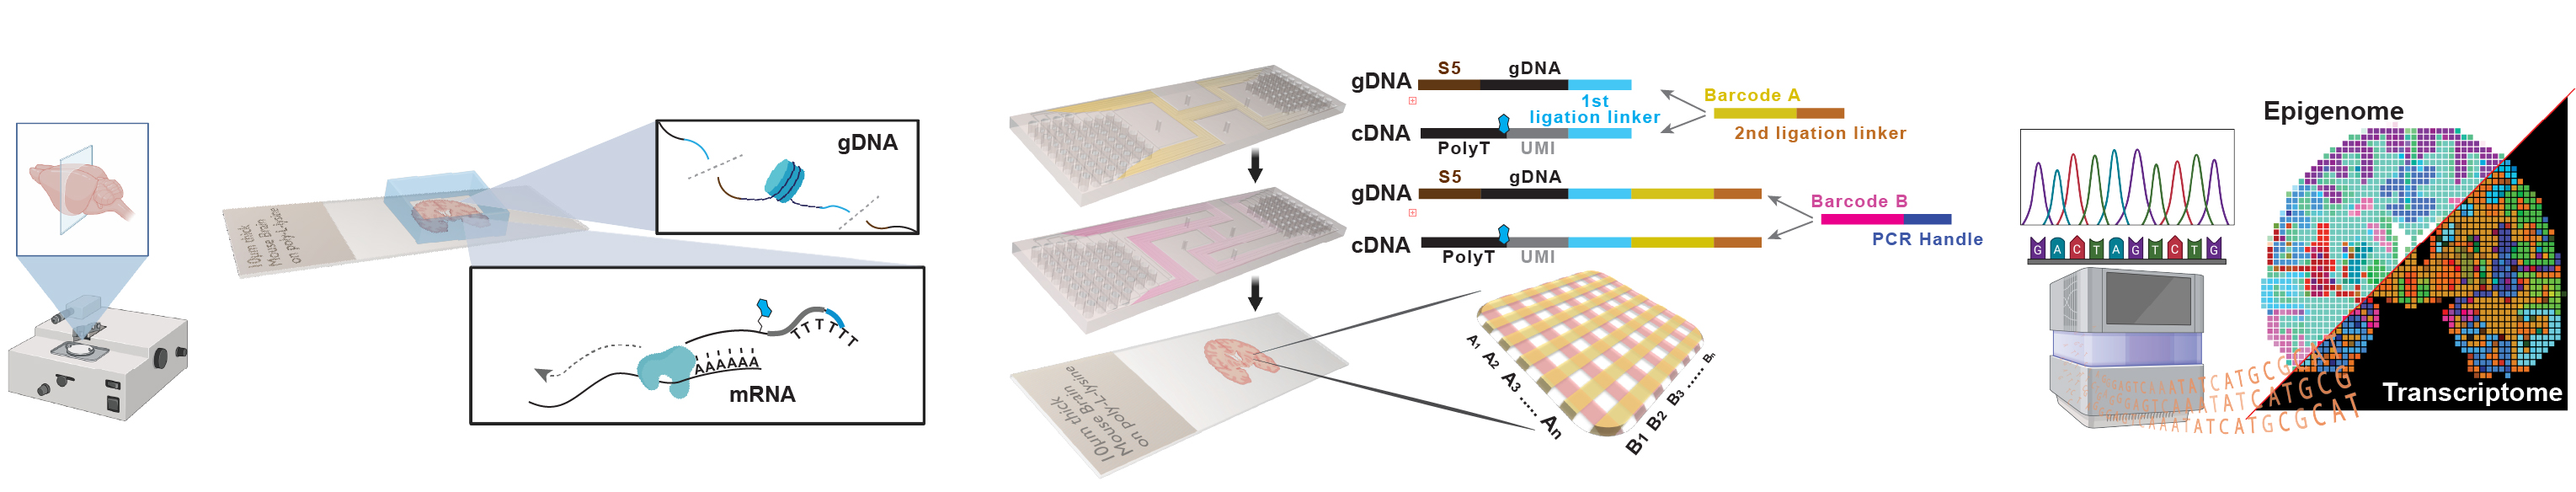 10μm thick
Mouse Brain
on poly-L-lysine
gDNA
TTTTTT
AAAAAA
mRNA
S5 gDNA
gDNA
1st
ligation linker
cDNA
PolyT UMI
Barcode A
2nd ligation linker
S5 gDNA
gDNA
cDNA
PolyT UMI
Barcode B
PCR Handle
10μm thick
Mouse Brain
on poly-L-lysine
A1 A2 A3 ..... An
B1 B2 B3 ..... Bn
G A C T A G T C T G
Epigenome
Transcriptome